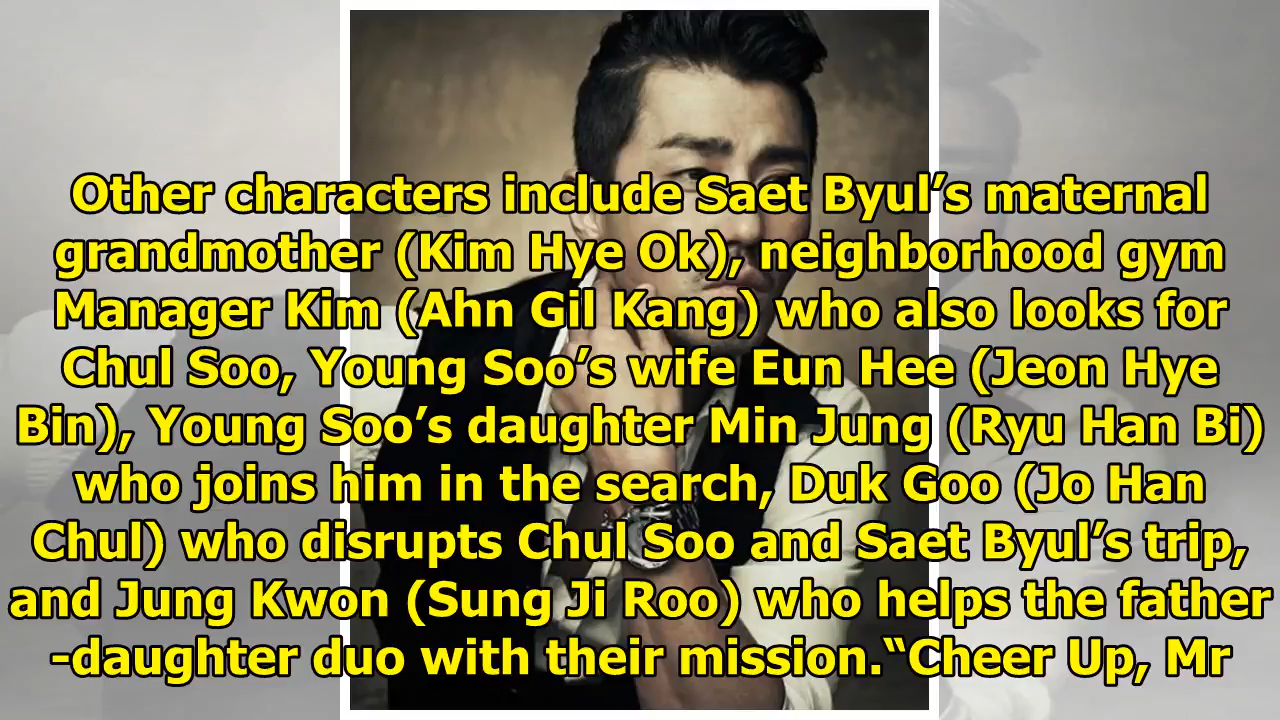 Other characters include Saet Byul’s maternal
grandmother (Kim Hye Ok), neighborhood gym
Manager Kim (Ahn Gil Kang) who also looks for
Chul Soo, Young Soo’s wife Eun Hee (Jeon Hye
Bin), Young Soo’s daughter Min Jung (Ryu Han Bi)
who joins him in the search, Duk Goo (Jo Han
Chul) who disrupts Chul Soo and Saet Byul’s trip,
and Jung Kwon (Sung Ji Roo) who helps the father
-daughter duo with their mission.“Cheer Up, Mr